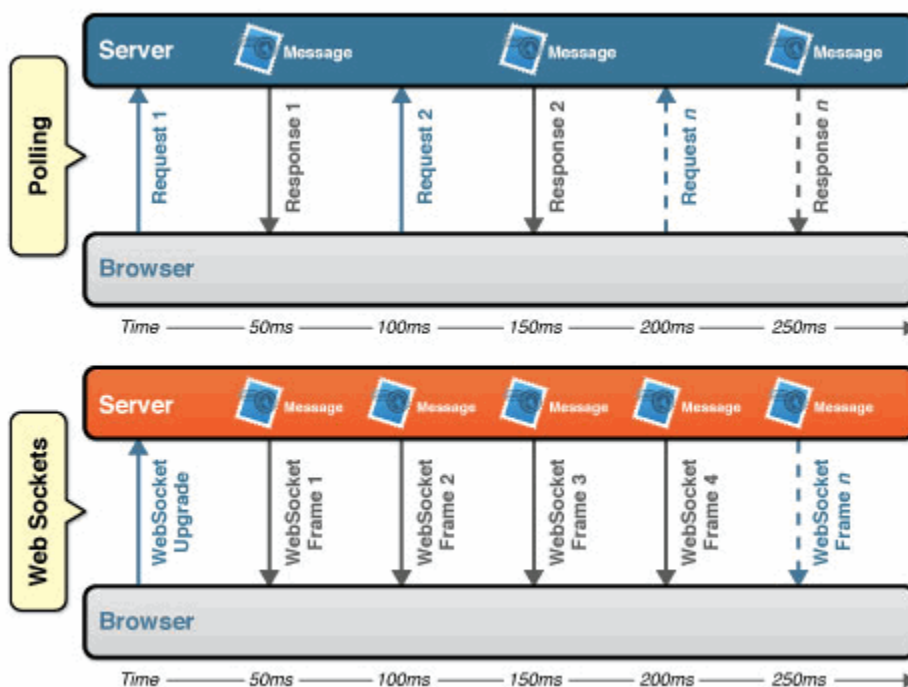 Polling
Server
Message
Message
Message
Request 1
Response 1
Request 2
Response 2
Request n
Response n
Browser
Time 50ms 100ms 150ms 200ms 250ms
Web Sockets
Server
Message
Message
Message
Message
Message
WebSocket
Upgrade
WebSocket
Frame 1
WebSocket
Frame 2
WebSocket
Frame 3
WebSocket
Frame 4
WebSocket
Frame n
Browser
Time 50ms 100ms 150ms 200ms 250ms